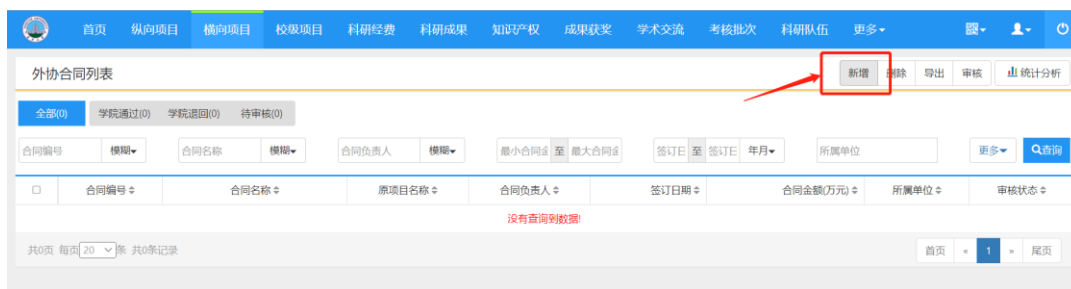 首页 纵向项目 横向项目 校级项目 科研经费 科研成果 知识产权 成果获奖 学术交流 考核批次 科研队伍 更多
外协合同列表 新增 删除 导出 审核 统计分析
全部(0) 学院通过(0) 学院退回(0) 待审核(0)
合同编号 模糊 合同名称 模糊 合同负责人 模糊 最小合同金 至 最大合同金 签订日 至 签订日 年月 所属单位 更多 查询
合同编号 合同名称 原项目名称 合同负责人 签订日期 合同金额(万元) 所属单位 审核状态
没有查询到数据!
共0页 每页 20 条 共0条记录 首页 « 1 » 尾页